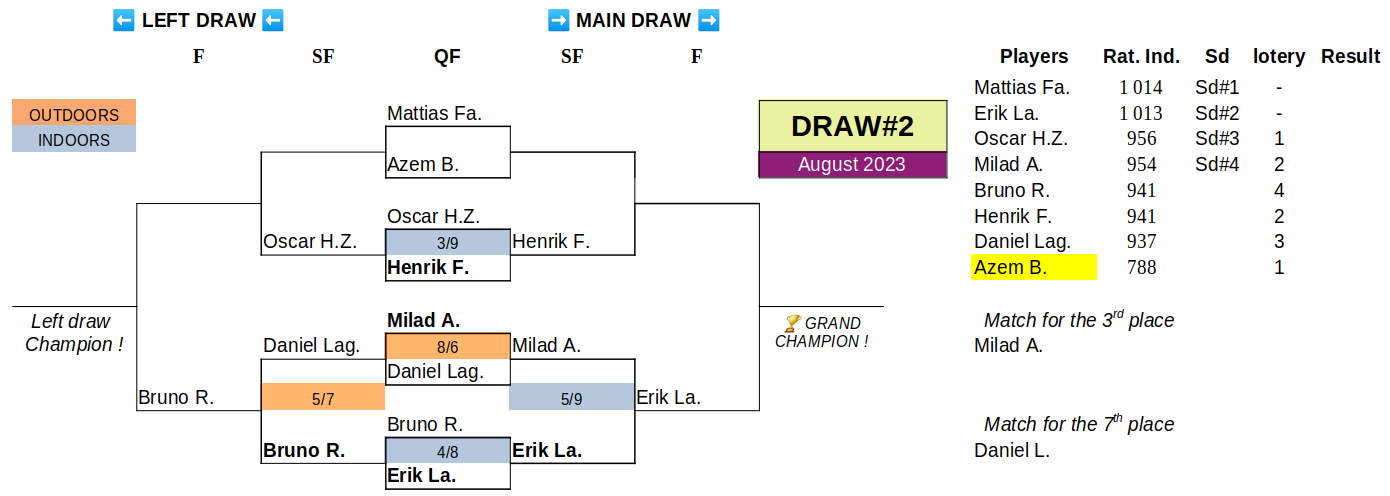 ⬅ LEFT DRAW ⬅ ➡ MAIN DRAW ➡
F SF QF SF F
Players Rat. Ind. Sd lotery Result
OUTDOORS
INDOORS
DRAW#2
August 2023
Mattias Fa.
Azem B.
Oscar H.Z.
Oscar H.Z. 3/9 Henrik F.
Henrik F.
Milad A.
Daniel Lag. 8/6 Milad A.
Daniel Lag.
Bruno R. 5/7 5/9 Erik La.
Bruno R.
Bruno R. 4/8 Erik La.
Erik La.
Left draw
Champion !
🏆 GRAND
CHAMPION !
Mattias Fa. 1 014 Sd#1 -
Erik La. 1 013 Sd#2 -
Oscar H.Z. 956 Sd#3 1
Milad A. 954 Sd#4 2
Bruno R. 941 4
Henrik F. 941 2
Daniel Lag. 937 3
Azem B. 788 1
Match for the 3rd place
Milad A.
Match for the 7th place
Daniel L.